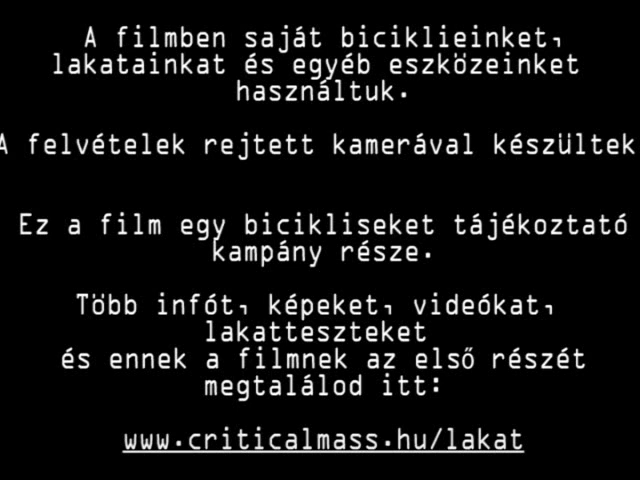 A filmben saját biciklieinket,
lakatainkat és egyéb eszközeinket
használtuk.
A felvételek rejtett kamerával készültek
Ez a film egy bicikliseket tájékoztató
kampány része.
Több infót, képeket, videókat,
lakatteszteket
és ennek a filmnek az első részét
megtalálod itt:
www.criticalmass.hu/lakat